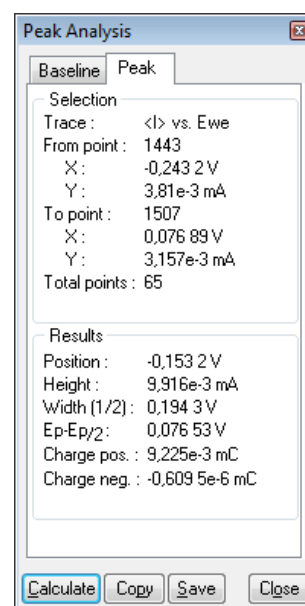 Peak Analysis
Baseline Peak
Selection
Trace : <I> vs. Ewe
From point : 1443
X : -0,243 2 V
Y : 3,81e-3 mA
To point : 1507
X : 0,076 89 V
Y : 3,157e-3 mA
Total points : 65
Results
Position : -0,153 2 V
Height : 9,916e-3 mA
Width (1/2) : 0,194 3 V
Ep-Ep/2 : 0,076 53 V
Charge pos. : 9,225e-3 mC
Charge neg. : -0,609 5e-6 mC
Calculate Copy Save Close